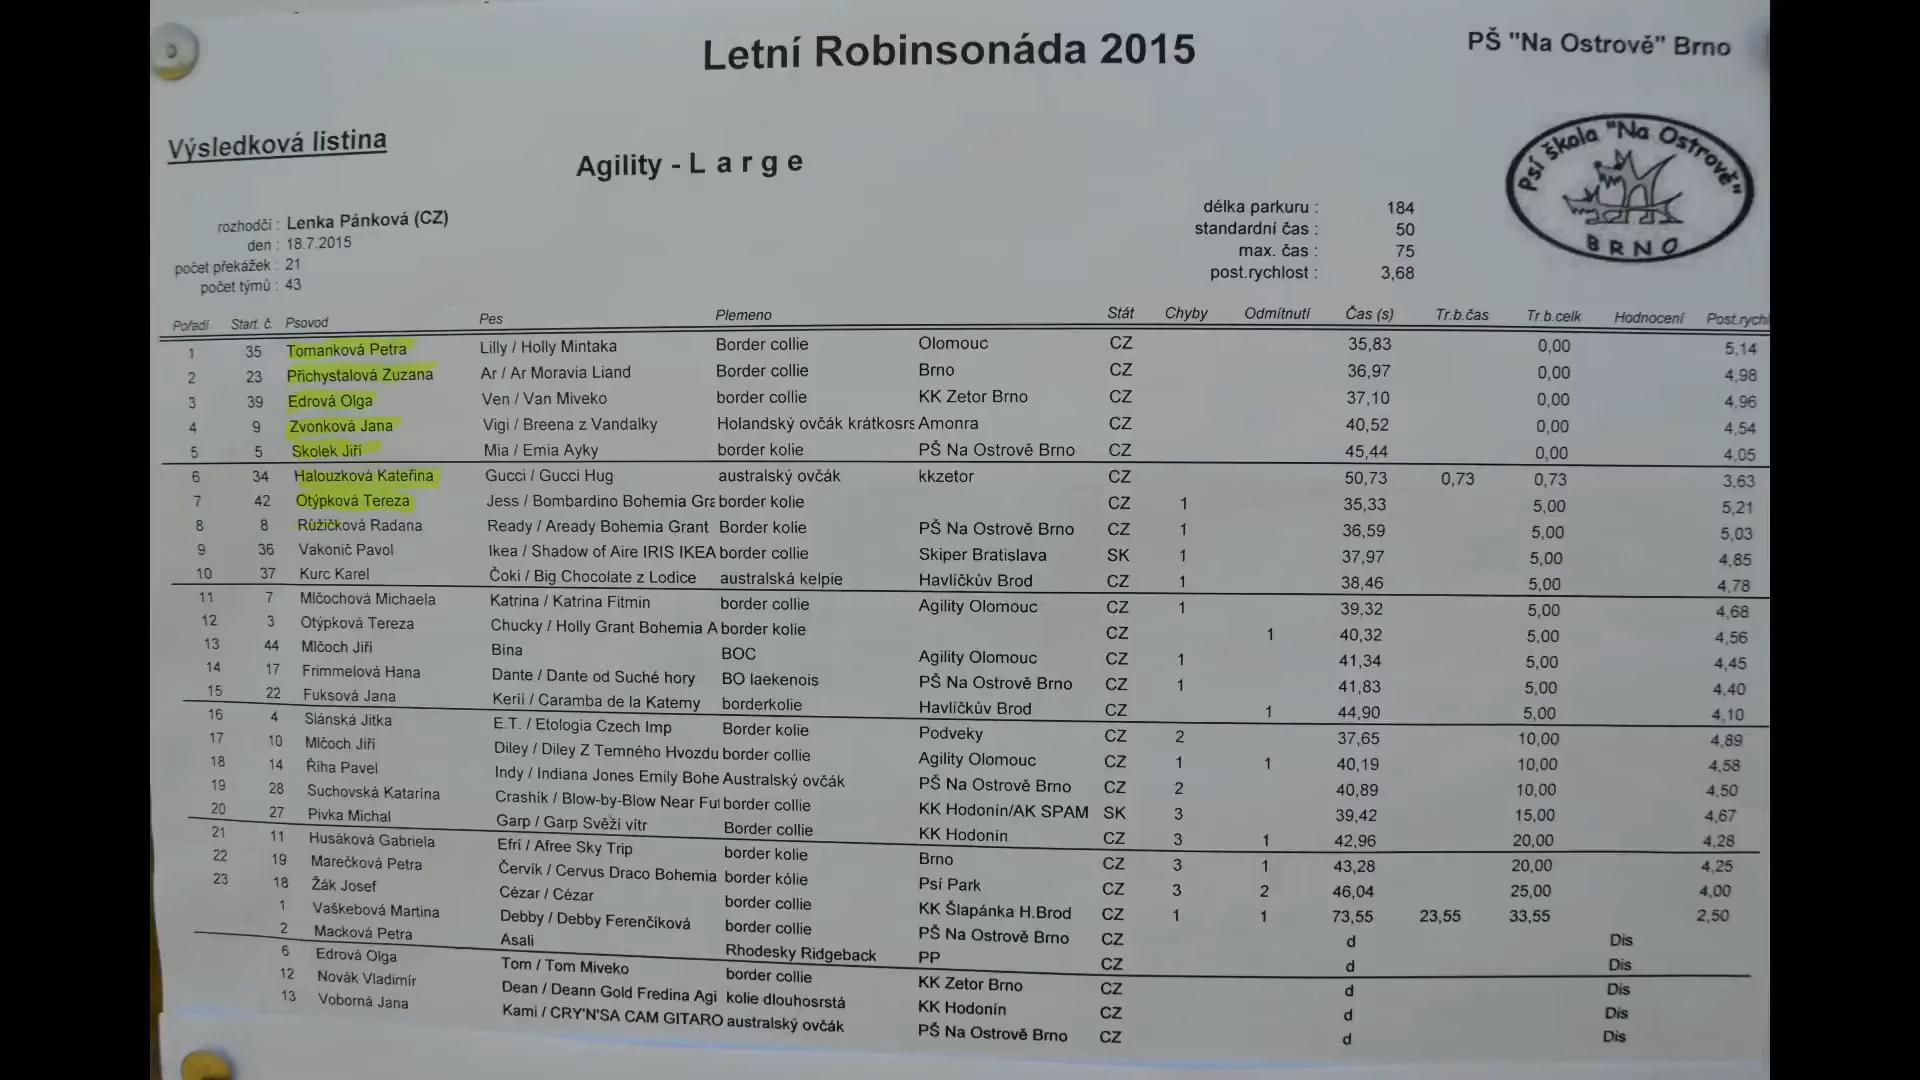 Letní Robinsonáda 2015
PŠ "Na Ostrově" Brno
Výsledková listina
Agility - L a r g e
Psí škola "Na Ostrově"
BRNO
rozhodčí : Lenka Pánková (CZ)
den : 18.7.2015
počet překážek : 21
počet týmů : 43
délka parkuru : 184
standardní čas : 50
max. čas : 75
post.rychlost : 3,68
Pořadí Start. č. Psovod Pes Plemeno Stát Chyby Odmítnutí Čas (s) Tr.b.čas Tr.b.celk Hodnocení Post.rychl
1 35 Tomanková Petra Lilly / Holly Mintaka Border collie Olomouc CZ 35,83 0,00 5,14
2 23 Přichystalová Zuzana Ar / Ar Moravia Liand Border collie Brno CZ 36,97 0,00 4,98
3 39 Edrová Olga Ven / Van Miveko border collie KK Zetor Brno CZ 37,10 0,00 4,96
4 9 Zvonková Jana Vigi / Breena z Vandalky Holandský ovčák krátkosrs Amonra CZ 40,52 0,00 4,54
5 5 Skolek Jiří Mia / Emia Ayky border kolie PŠ Na Ostrově Brno CZ 45,44 0,00 4,05
6 34 Halouzková Kateřina Gucci / Gucci Hug australský ovčák kkzetor CZ 50,73 0,73 0,73 3,63
7 42 Otýpková Tereza Jess / Bombardino Bohemia Gra border kolie CZ 1 35,33 5,00 5,21
8 8 Růžičková Radana Ready / Aready Bohemia Grant Border kolie PŠ Na Ostrově Brno CZ 1 36,59 5,00 5,03
9 36 Vakonič Pavol Ikea / Shadow of Aire IRIS IKEA border collie Skiper Bratislava SK 1 37,97 5,00 4,85
10 37 Kurc Karel Čoki / Big Chocolate z Lodice australská kelpie Havlíčkův Brod CZ 1 38,46 5,00 4,78
11 7 Mlčochová Michaela Katrina / Katrina Fitmin border collie Agility Olomouc CZ 1 39,32 5,00 4,68
12 3 Otýpková Tereza Chucky / Holly Grant Bohemia A border kolie CZ 1 40,32 5,00 4,56
13 44 Mlčoch Jiří Bina BOC Agility Olomouc CZ 1 41,34 5,00 4,45
14 17 Frimmelová Hana Dante / Dante od Suché hory BO laekenois PŠ Na Ostrově Brno CZ 1 41,83 5,00 4,40
15 22 Fuksová Jana Kerii / Caramba de la Katemy borderkolie Havlíčkův Brod CZ 1 44,90 5,00 4,10
16 4 Slánská Jitka E.T. / Etologia Czech Imp Border kolie Podveky CZ 2 37,65 10,00 4,89
17 10 Mlčoch Jiří Diley / Diley Z Temného Hvozdu border collie Agility Olomouc CZ 1 1 40,19 10,00 4,58
18 14 Říha Pavel Indy / Indiana Jones Emily Bohe Australský ovčák PŠ Na Ostrově Brno CZ 2 40,89 10,00 4,50
19 28 Suchovská Katarína Crashík / Blow-by-Blow Near Fut border collie KK Hodonín/AK SPAM SK 3 39,42 15,00 4,67
20 27 Pivka Michal Garp / Garp Svěží vítr Border collie KK Hodonín CZ 3 1 42,96 20,00 4,28
21 11 Husáková Gabriela Efri / Afree Sky Trip border kolie Brno CZ 3 1 43,28 20,00 4,25
22 19 Marečková Petra Červík / Cervus Draco Bohemia border kólie Psí Park CZ 3 2 46,04 25,00 4,00
23 18 Žák Josef Cézar / Cézar border collie KK Šlapánka H.Brod CZ 1 1 73,55 23,55 33,55 2,50
1 Vaškebová Martina Debby / Debby Ferenčíková border collie PŠ Na Ostrově Brno CZ d Dis
2 Macková Petra Asali Rhodesky Ridgeback PP CZ d Dis
6 Edrová Olga Tom / Tom Miveko border collie KK Zetor Brno CZ d Dis
12 Novák Vladimír Dean / Deann Gold Fredina Agi kolie dlouhosrstá KK Hodonín CZ d Dis
13 Voborná Jana Kami / CRY'N'SA CAM GITARO australský ovčák PŠ Na Ostrově Brno CZ d Dis